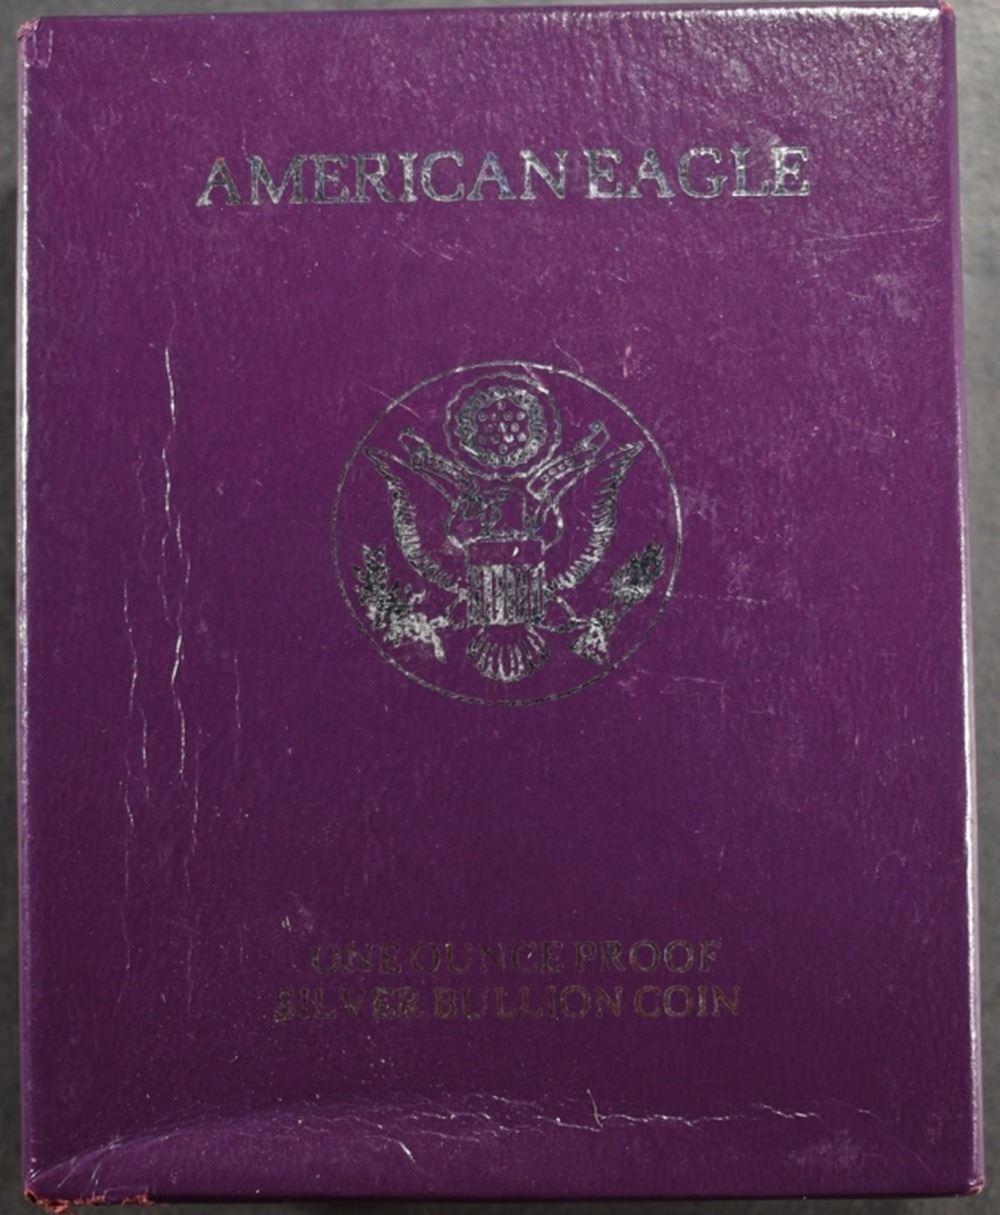 AMERICAN EAGLE
ONE OUNCE PROOF
SILVER BULLION COIN